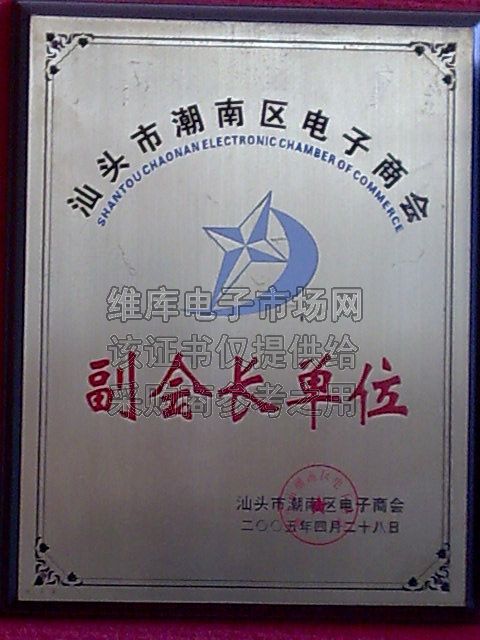 汕头市潮南区电子商会
SHANTOU CHAONAN ELECTRONIC CHAMBER OF COMMERCE
维库电子市场网
该证书仅提供给
副会长单位
采购商参考之用
汕头市潮南区电子商会
二〇〇五年四月二十八日